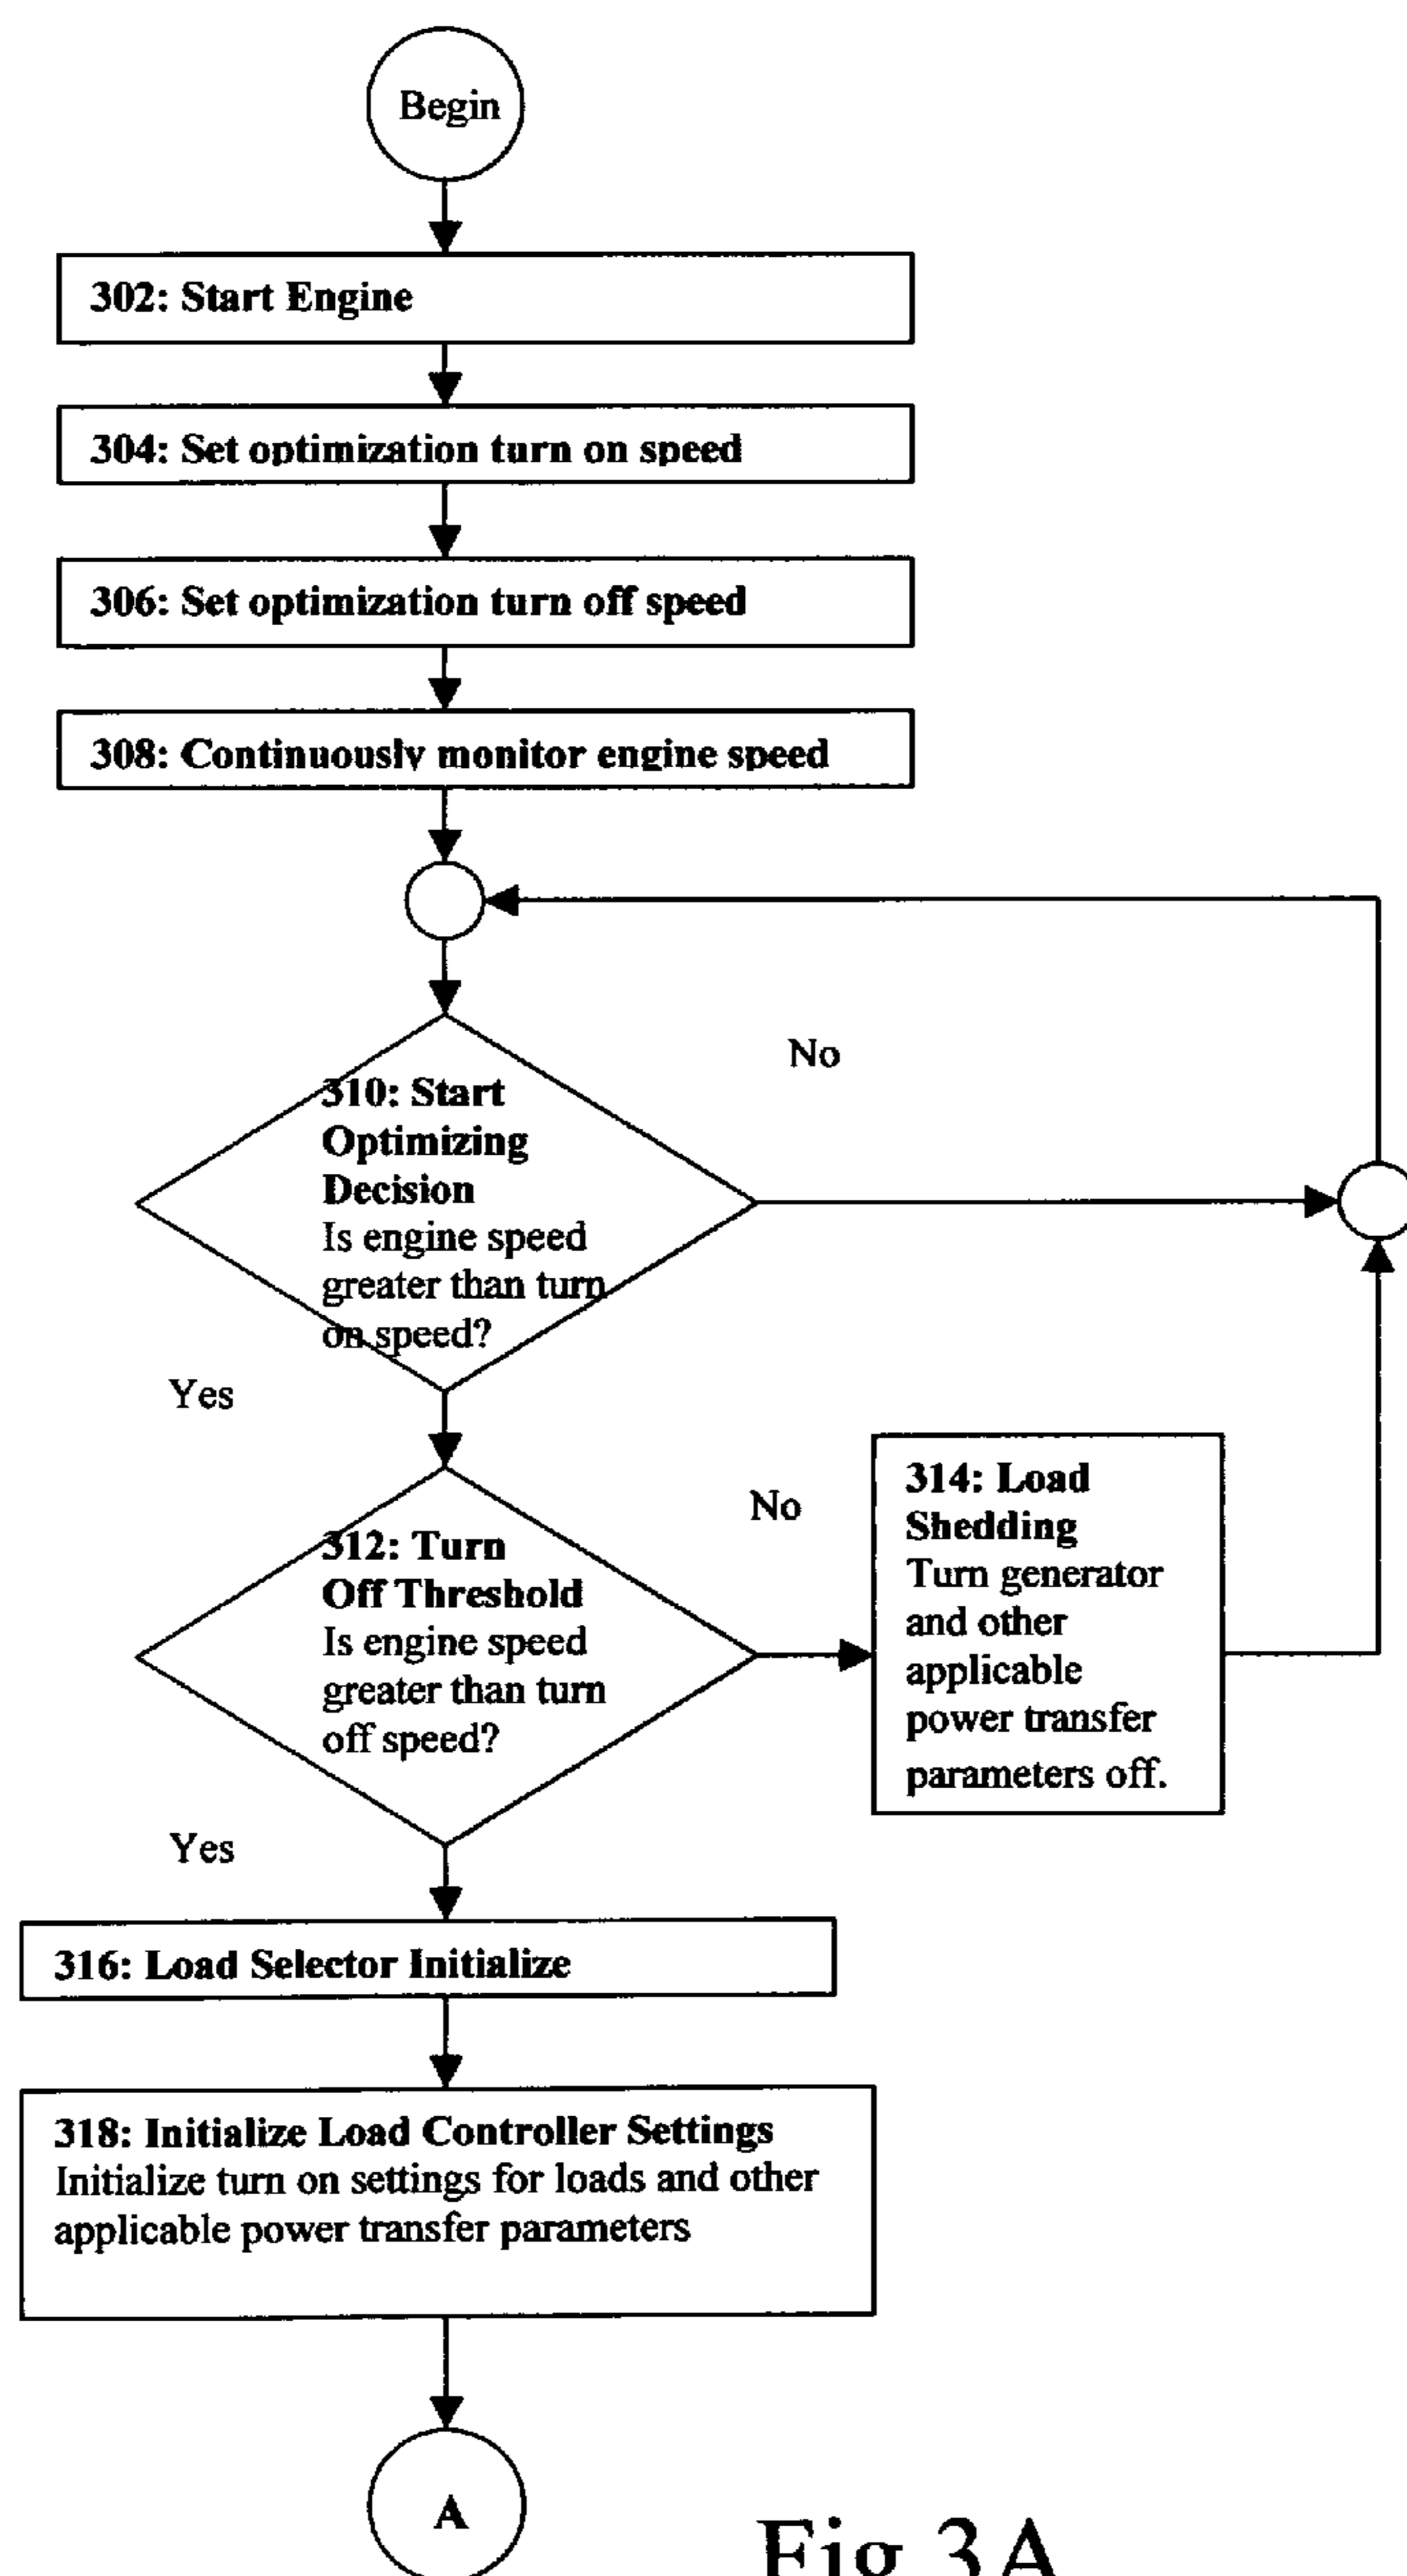 Begin
302: Start Engine
304: Set optimization turn on speed
306: Set optimization turn off speed
308: Continuously monitor engine speed
No
310: Start
Optimizing
Decision
Is engine speed
greater than turn
on speed?
Yes
No
312: Turn
Off Threshold
Is engine speed
greater than turn
off speed?
314: Load
Shedding
Turn generator
and other
applicable
power transfer
parameters off.
Yes
316: Load Selector Initialize
318: Initialize Load Controller Settings
Initialize turn on settings for loads and other
applicable power transfer parameters
A
Fig 3A